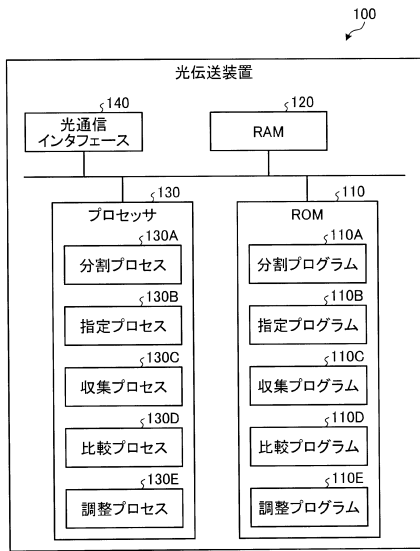 100
光伝送装置
140
光通信
インタフェース
120
RAM
130
プロセッサ
130A
分割プロセス
130B
指定プロセス
130C
収集プロセス
130D
比較プロセス
130E
調整プロセス
110
ROM
110A
分割プログラム
110B
指定プログラム
110C
収集プログラム
110D
比較プログラム
110E
調整プログラム